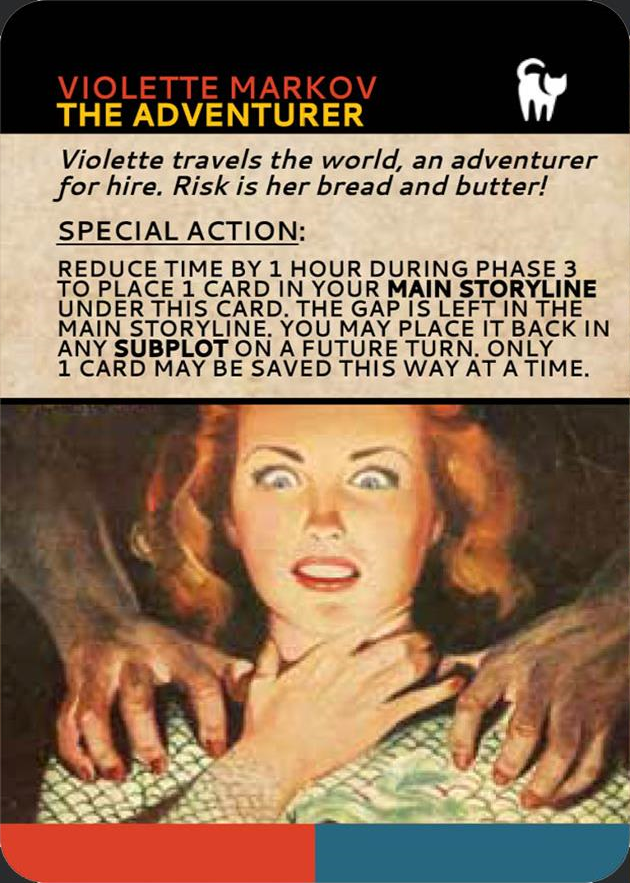 VIOLETTE MARKOV
THE ADVENTURER
Violette travels the world, an adventurer
for hire. Risk is her bread and butter!
SPECIAL ACTION:
REDUCE TIME BY 1 HOUR DURING PHASE 3
TO PLACE 1 CARD IN YOUR MAIN STORYLINE
UNDER THIS CARD. THE GAP IS LEFT IN THE
MAIN STORYLINE. YOU MAY PLACE IT BACK IN
ANY SUBPLOT ON A FUTURE TURN. ONLY
1 CARD MAY BE SAVED THIS WAY AT A TIME.